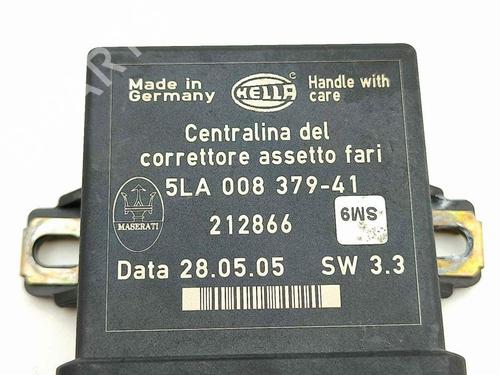 Made in
Germany
HELLA
Handle with
care
Centralina del
correttore assetto fari
5LA 008 379-41
212866
SM9
MASERATI
Data 28.05.05 SW 3.3